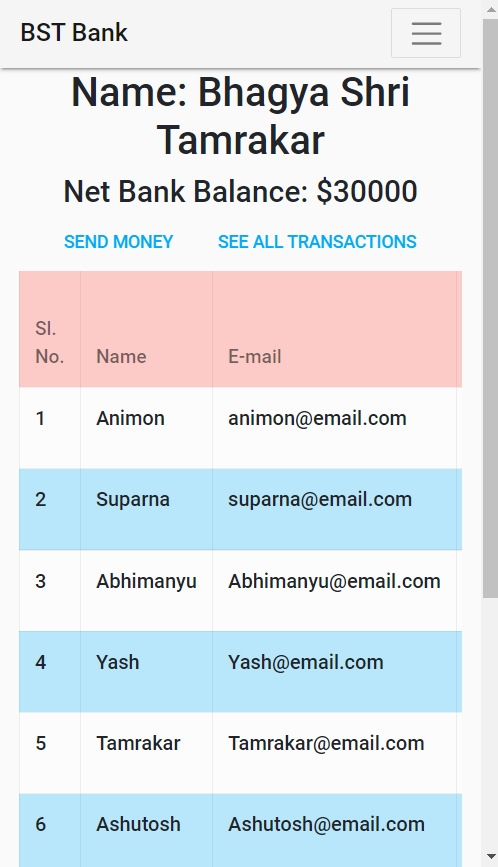 BST Bank
Name: Bhagya Shri
Tamrakar
Net Bank Balance: $30000
SEND MONEY SEE ALL TRANSACTIONS
Sl.
No. Name E-mail
1 Animon animon@email.com
2 Suparna suparna@email.com
3 Abhimanyu Abhimanyu@email.com
4 Yash Yash@email.com
5 Tamrakar Tamrakar@email.com
6 Ashutosh Ashutosh@email.com